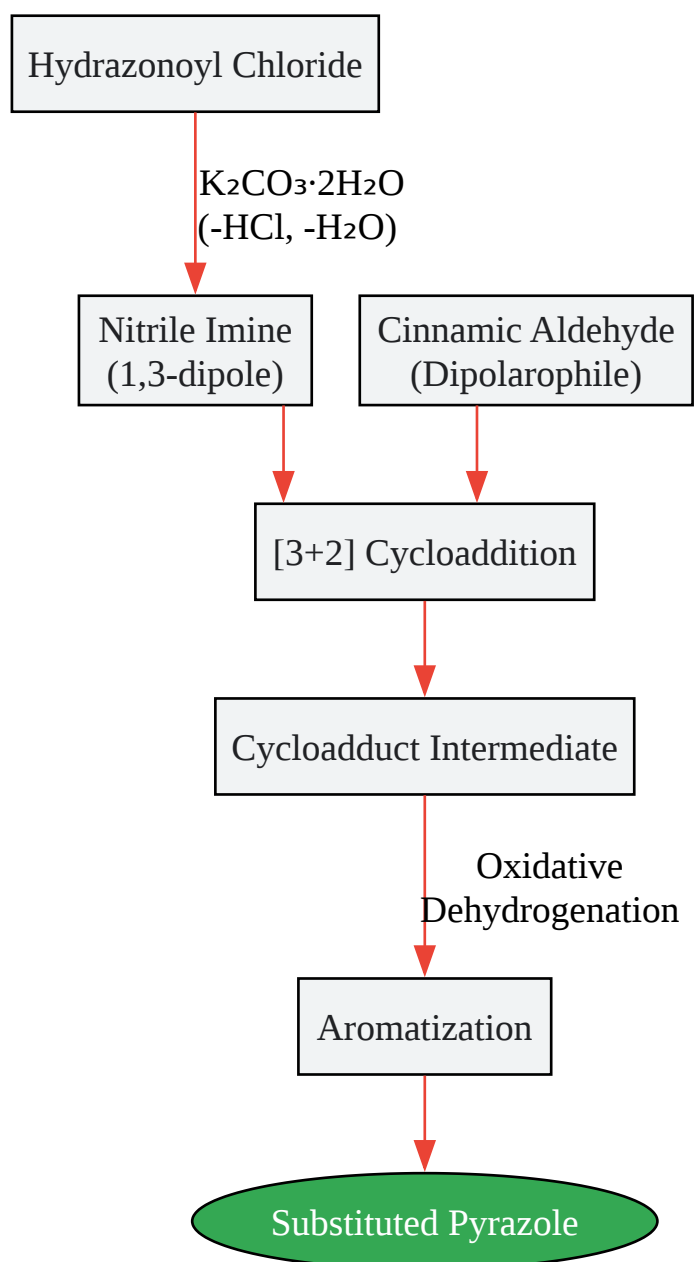 Hydrazonoyl Chloride
K₂CO₃·2H₂O
(-HCl, -H₂O)
Nitrile Imine
(1,3-dipole)
Cinnamic Aldehyde
(Dipolarophile)
[3+2] Cycloaddition
Cycloadduct Intermediate
Oxidative
Dehydrogenation
Aromatization
Substituted Pyrazole